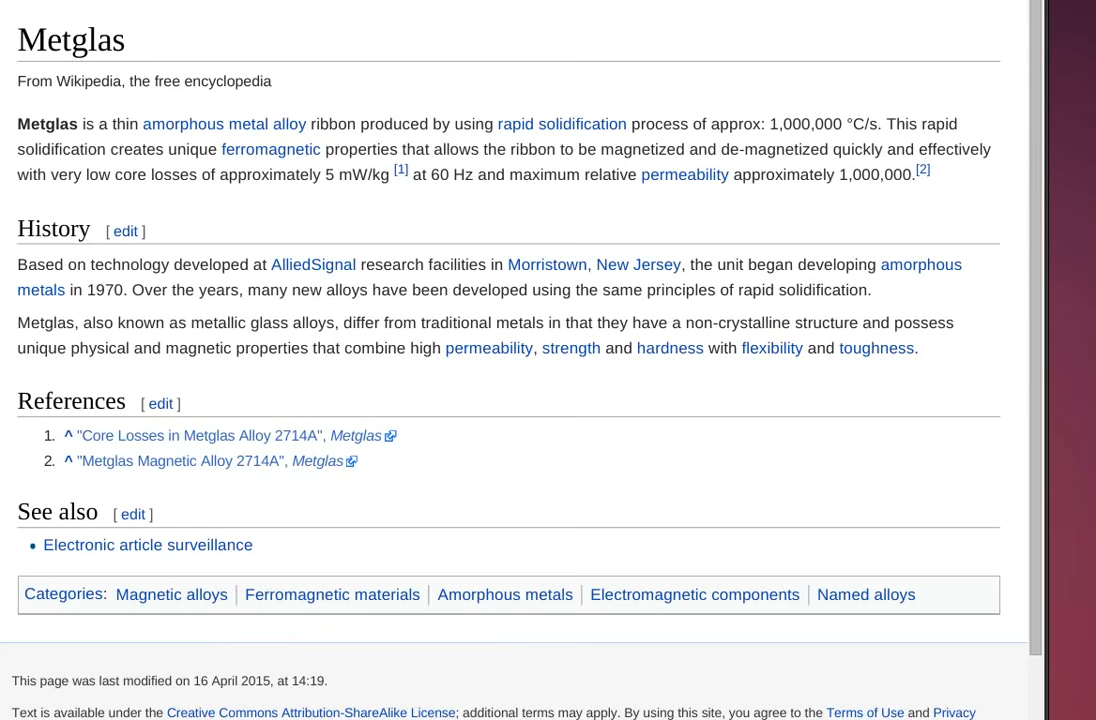 Metglas
From Wikipedia, the free encyclopedia
Metglas is a thin amorphous metal alloy ribbon produced by using rapid solidification process of approx: 1,000,000 °C/s. This rapid
solidification creates unique ferromagnetic properties that allows the ribbon to be magnetized and de-magnetized quickly and effectively
with very low core losses of approximately 5 mW/kg [1] at 60 Hz and maximum relative permeability approximately 1,000,000.[2]
History [ edit ]
Based on technology developed at AlliedSignal research facilities in Morristown, New Jersey, the unit began developing amorphous
metals in 1970. Over the years, many new alloys have been developed using the same principles of rapid solidification.
Metglas, also known as metallic glass alloys, differ from traditional metals in that they have a non-crystalline structure and possess
unique physical and magnetic properties that combine high permeability, strength and hardness with flexibility and toughness.
References [ edit ]
1. ^ "Core Losses in Metglas Alloy 2714A", Metglas
2. ^ "Metglas Magnetic Alloy 2714A", Metglas
See also [ edit ]
• Electronic article surveillance
Categories: Magnetic alloys | Ferromagnetic materials | Amorphous metals | Electromagnetic components | Named alloys
This page was last modified on 16 April 2015, at 14:19.
Text is available under the Creative Commons Attribution-ShareAlike License; additional terms may apply. By using this site, you agree to the Terms of Use and Privacy